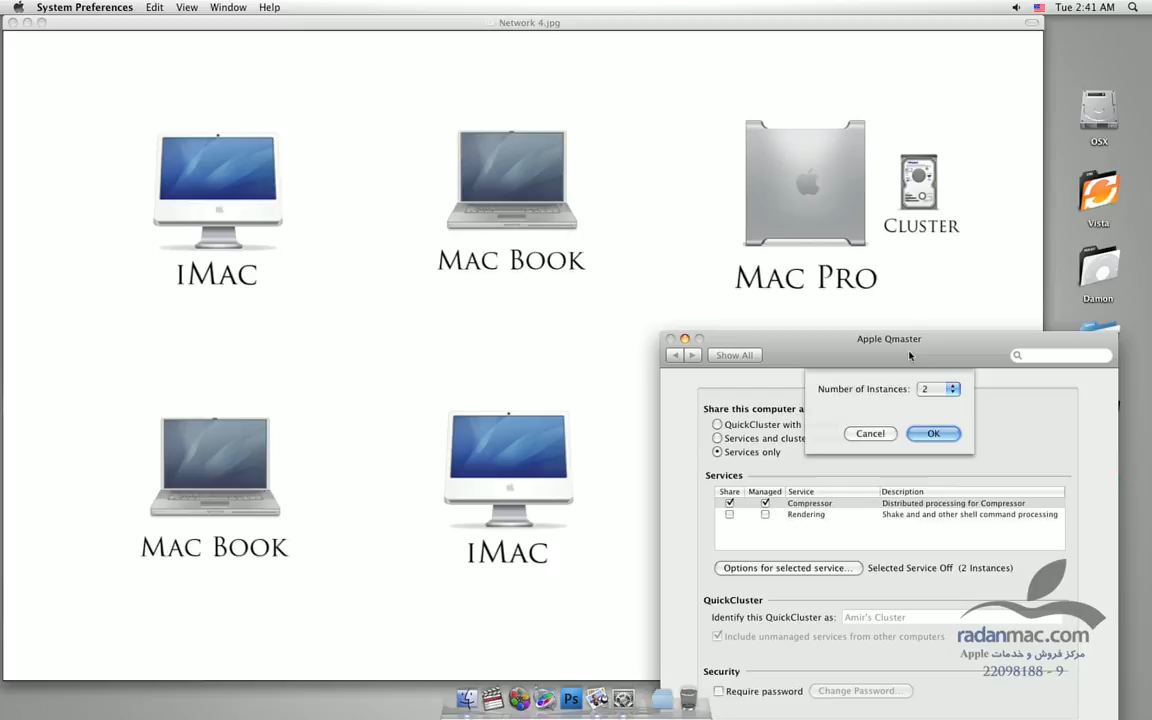 System Preferences Edit View Window Help
Tue 2:41 AM
Network 4.jpg
OSX
Vista
Damon
iMac
Mac Book
Mac Pro
Cluster
Mac Book
iMac
Apple Qmaster
Show All
Number of Instances: 2
Cancel OK
Share this computer a
QuickCluster with
Services and cluste
Services only
Services
Share Managed Service Description
Compressor Distributed processing for Compressor
Rendering Shake and and other shell command processing
Options for selected service... Selected Service Off (2 Instances)
QuickCluster
Identify this QuickCluster as: Amir's Cluster
Include unmanaged services from other computers
Security
Require password Change Password...
Ps
radanmac.com
مرکز فروش و خدمات Apple
22098188 - 9